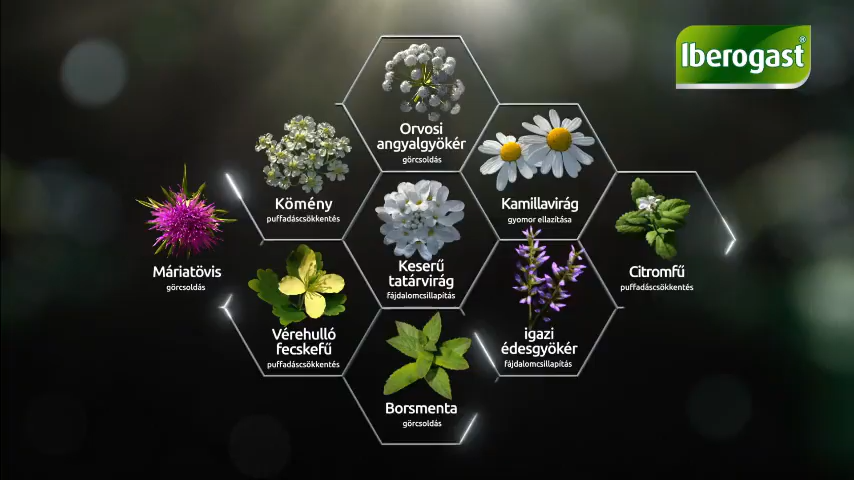 Iberogast®
Orvosi
angyalgyökér
görcsoldás
Kömény
puffadáscsökkentés
Kamillavirág
gyomor ellazítása
Máriatövis
görcsoldás
Keserű
tatárvirág
fájdalomcsillapítás
Citromfű
puffadáscsökkentés
Vérehulló
fecskefű
puffadáscsökkentés
igazi
édesgyökér
fájdalomcsillapítás
Borsmenta
görcsoldás